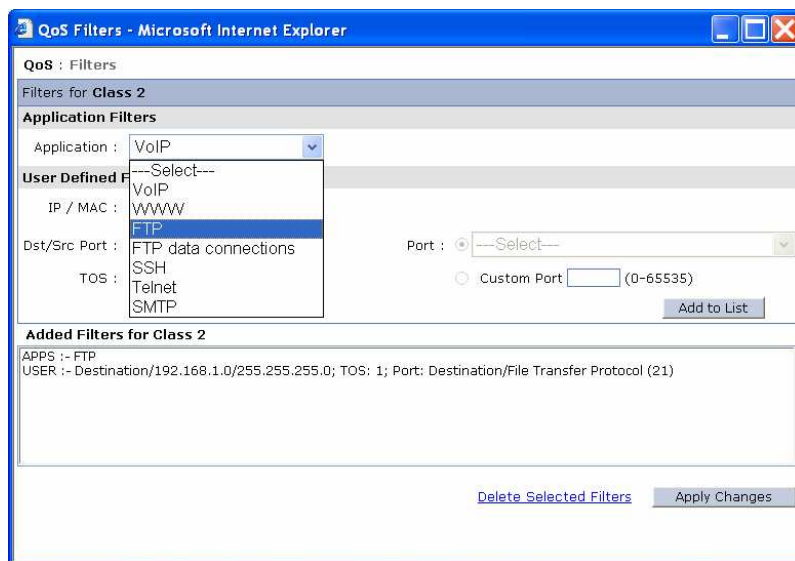 QoS Filters - Microsoft Internet Explorer
QoS : Filters
Filters for Class 2
Application Filters
Application : VoIP
---Select---
VoIP
WWW
FTP
FTP data connections
SSH
Telnet
SMTP
User Defined F
IP / MAC :
Dst/Src Port :
Port : ---Select---
TOS :
Custom Port (0-65535)
Add to List
Added Filters for Class 2
APPS :- FTP
USER :- Destination/192.168.1.0/255.255.255.0; TOS: 1; Port: Destination/File Transfer Protocol (21)
Delete Selected Filters
Apply Changes